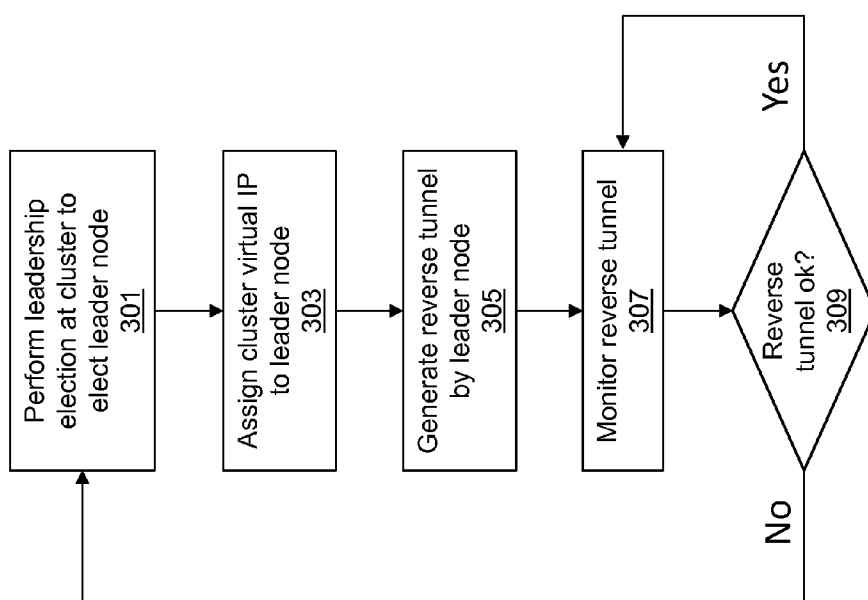 Perform leadership
election at cluster to
elect leader node
301
Assign cluster virtual IP
to leader node
303
Generate reverse tunnel
by leader node
305
Monitor reverse tunnel
307
Reverse
tunnel ok?
309
Yes
No